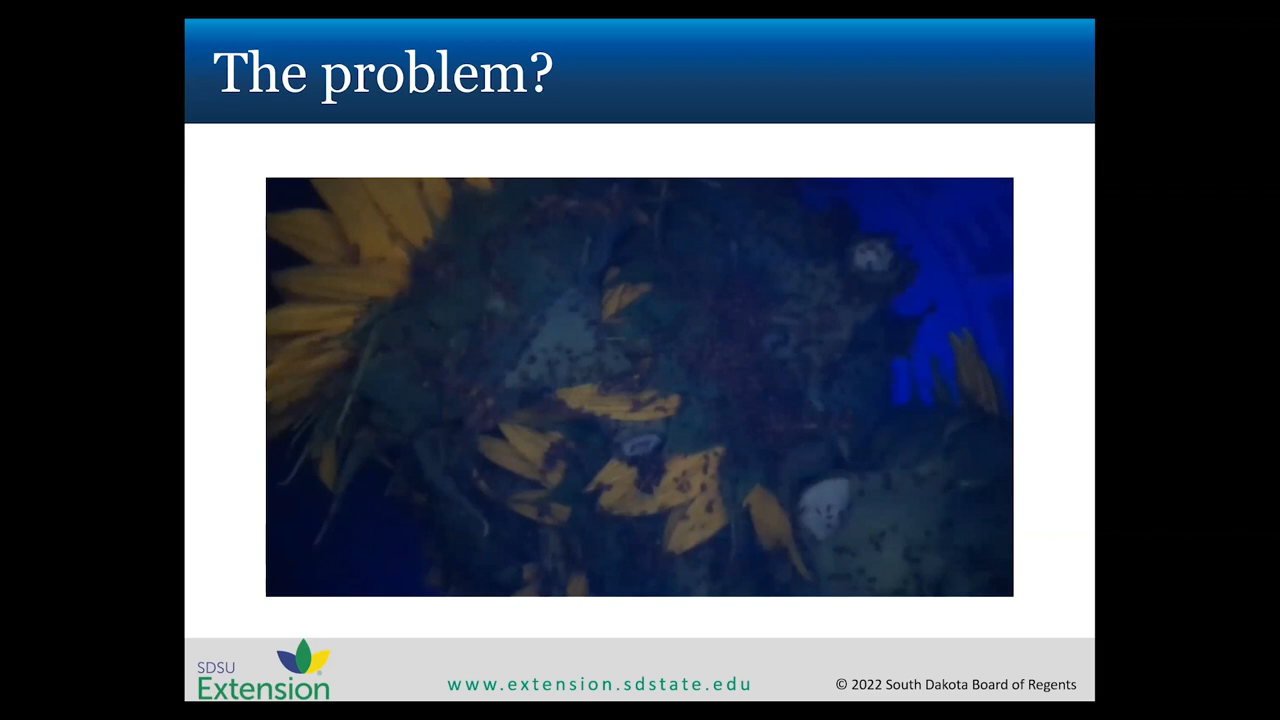 The problem?
SDSU
Extension
www.extension.sdstate.edu
© 2022 South Dakota Board of Regents